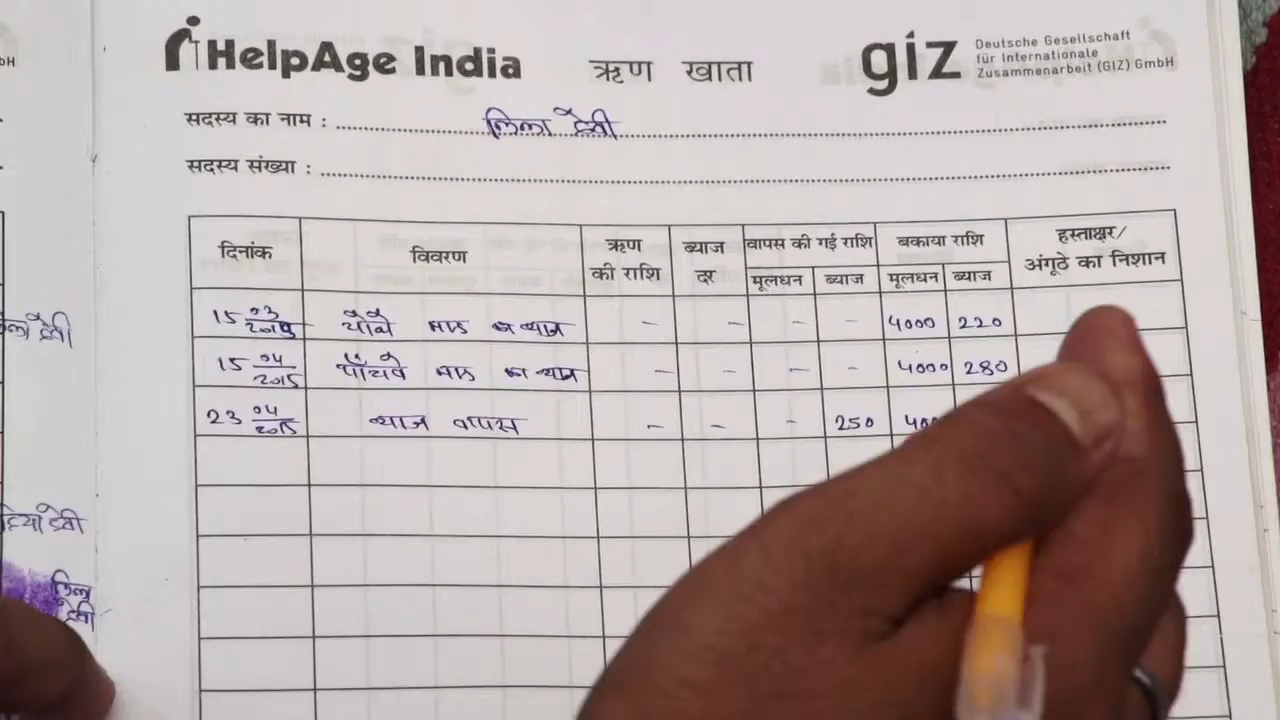 HelpAge India ऋण खाता giz Deutsche Gesellschaft
für Internationale
Zusammenarbeit (GIZ) GmbH
bH
सदस्य का नाम : लिला देवी
सदस्य संख्या :
दिनांक विवरण ऋण की राशि ब्याज दर वापस की गई राशि बकाया राशि हस्ताक्षर/ अंगूठे का निशान
मूलधन ब्याज मूलधन ब्याज
15 03/2015 चौथे माह का ब्याज - - - - 4000 220
15 04/2015 पाँचवे माह का ब्याज - - - - 4000 280
23 04/2015 ब्याज वापस - - - 250
देवी
देवी
लिला
देवी